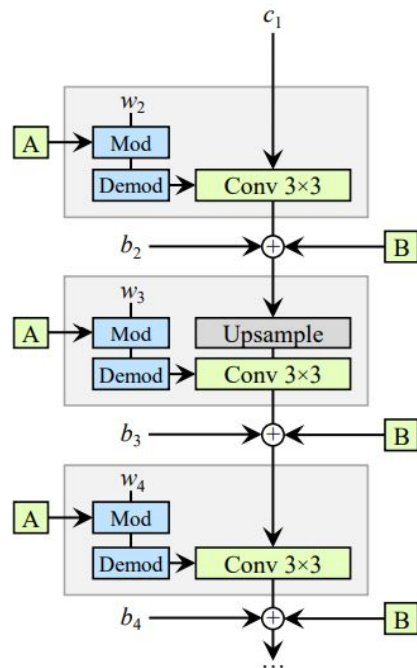 c₁
w₂
A
Mod
Demod
Conv 3×3
b₂
+
B
w₃
A
Mod
Upsample
Demod
Conv 3×3
b₃
+
B
w₄
A
Mod
Demod
Conv 3×3
b₄
+
B
...